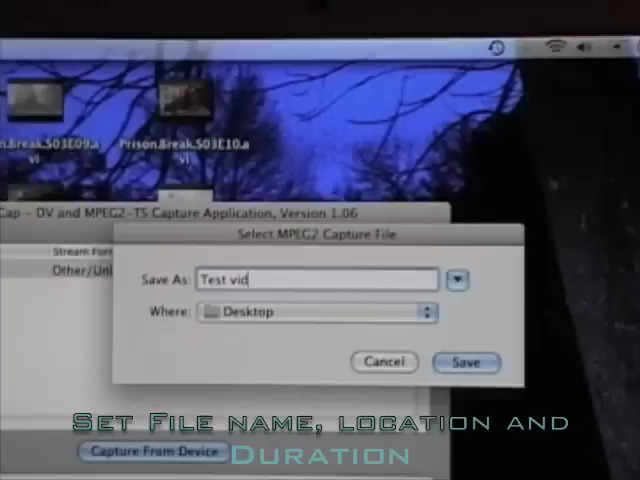 n.Break.S03E09.a
vi
Prison.Break.S03E10.a
vi
Cap - DV and MPEG2-TS Capture Application, Version 1.06
Select MPEG2 Capture File
Stream Form
Other/Unl
Save As: Test vid
Where: Desktop
Cancel
Save
Set File name, location and
Capture From Device
Duration